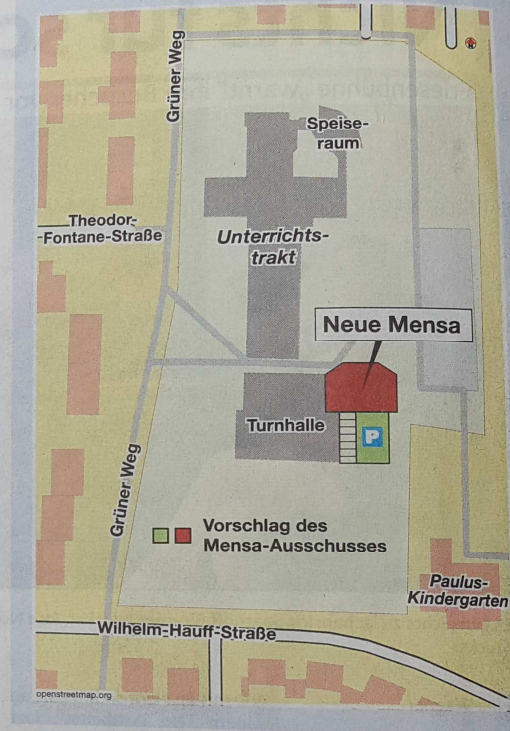 Grüner Weg
Speise-
raum
Theodor-
-Fontane-Straße
Unterrichts-
trakt
Neue Mensa
Turnhalle
P
Grüner Weg
Vorschlag des
Mensa-Ausschusses
Paulus-
Kindergarten
Wilhelm-Hauff-Straße
openstreetmap.org